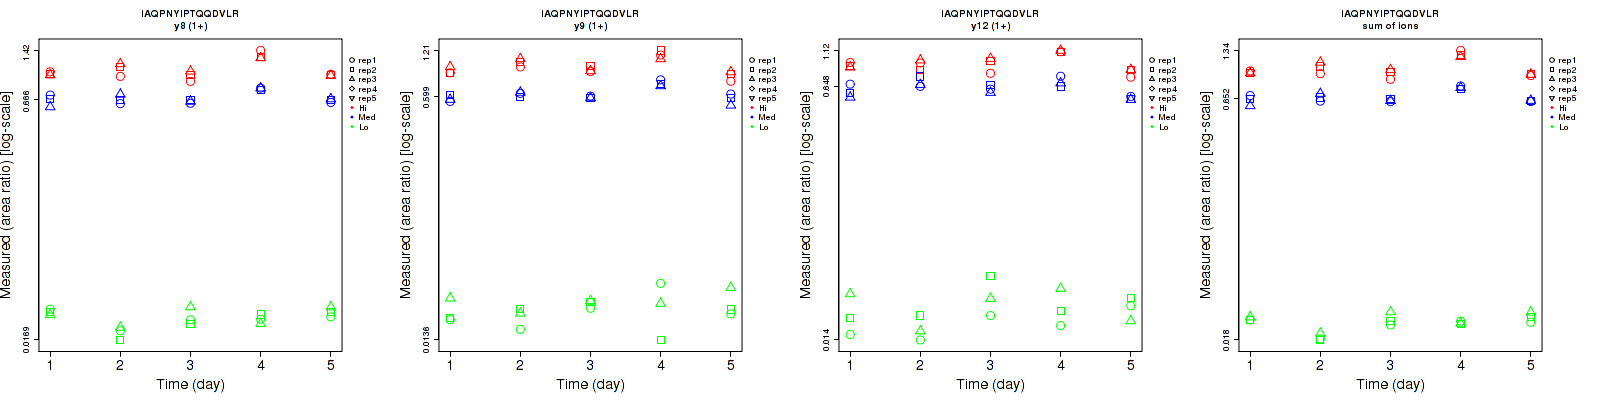 IAQPNYIPTQQDVLR
y8 (1+)
Measured (area ratio) [log-scale]
1.42
0.686
0.0189
1 2 3 4 5
Time (day)
rep1
rep2
rep3
rep4
rep5
Hi
Med
Lo
IAQPNYIPTQQDVLR
y9 (1+)
Measured (area ratio) [log-scale]
1.21
0.599
0.0136
1 2 3 4 5
Time (day)
rep1
rep2
rep3
rep4
rep5
Hi
Med
Lo
IAQPNYIPTQQDVLR
y12 (1+)
Measured (area ratio) [log-scale]
1.12
0.648
0.014
1 2 3 4 5
Time (day)
rep1
rep2
rep3
rep4
rep5
Hi
Med
Lo
IAQPNYIPTQQDVLR
sum of ions
Measured (area ratio) [log-scale]
1.34
0.652
0.018
1 2 3 4 5
Time (day)
rep1
rep2
rep3
rep4
rep5
Hi
Med
Lo